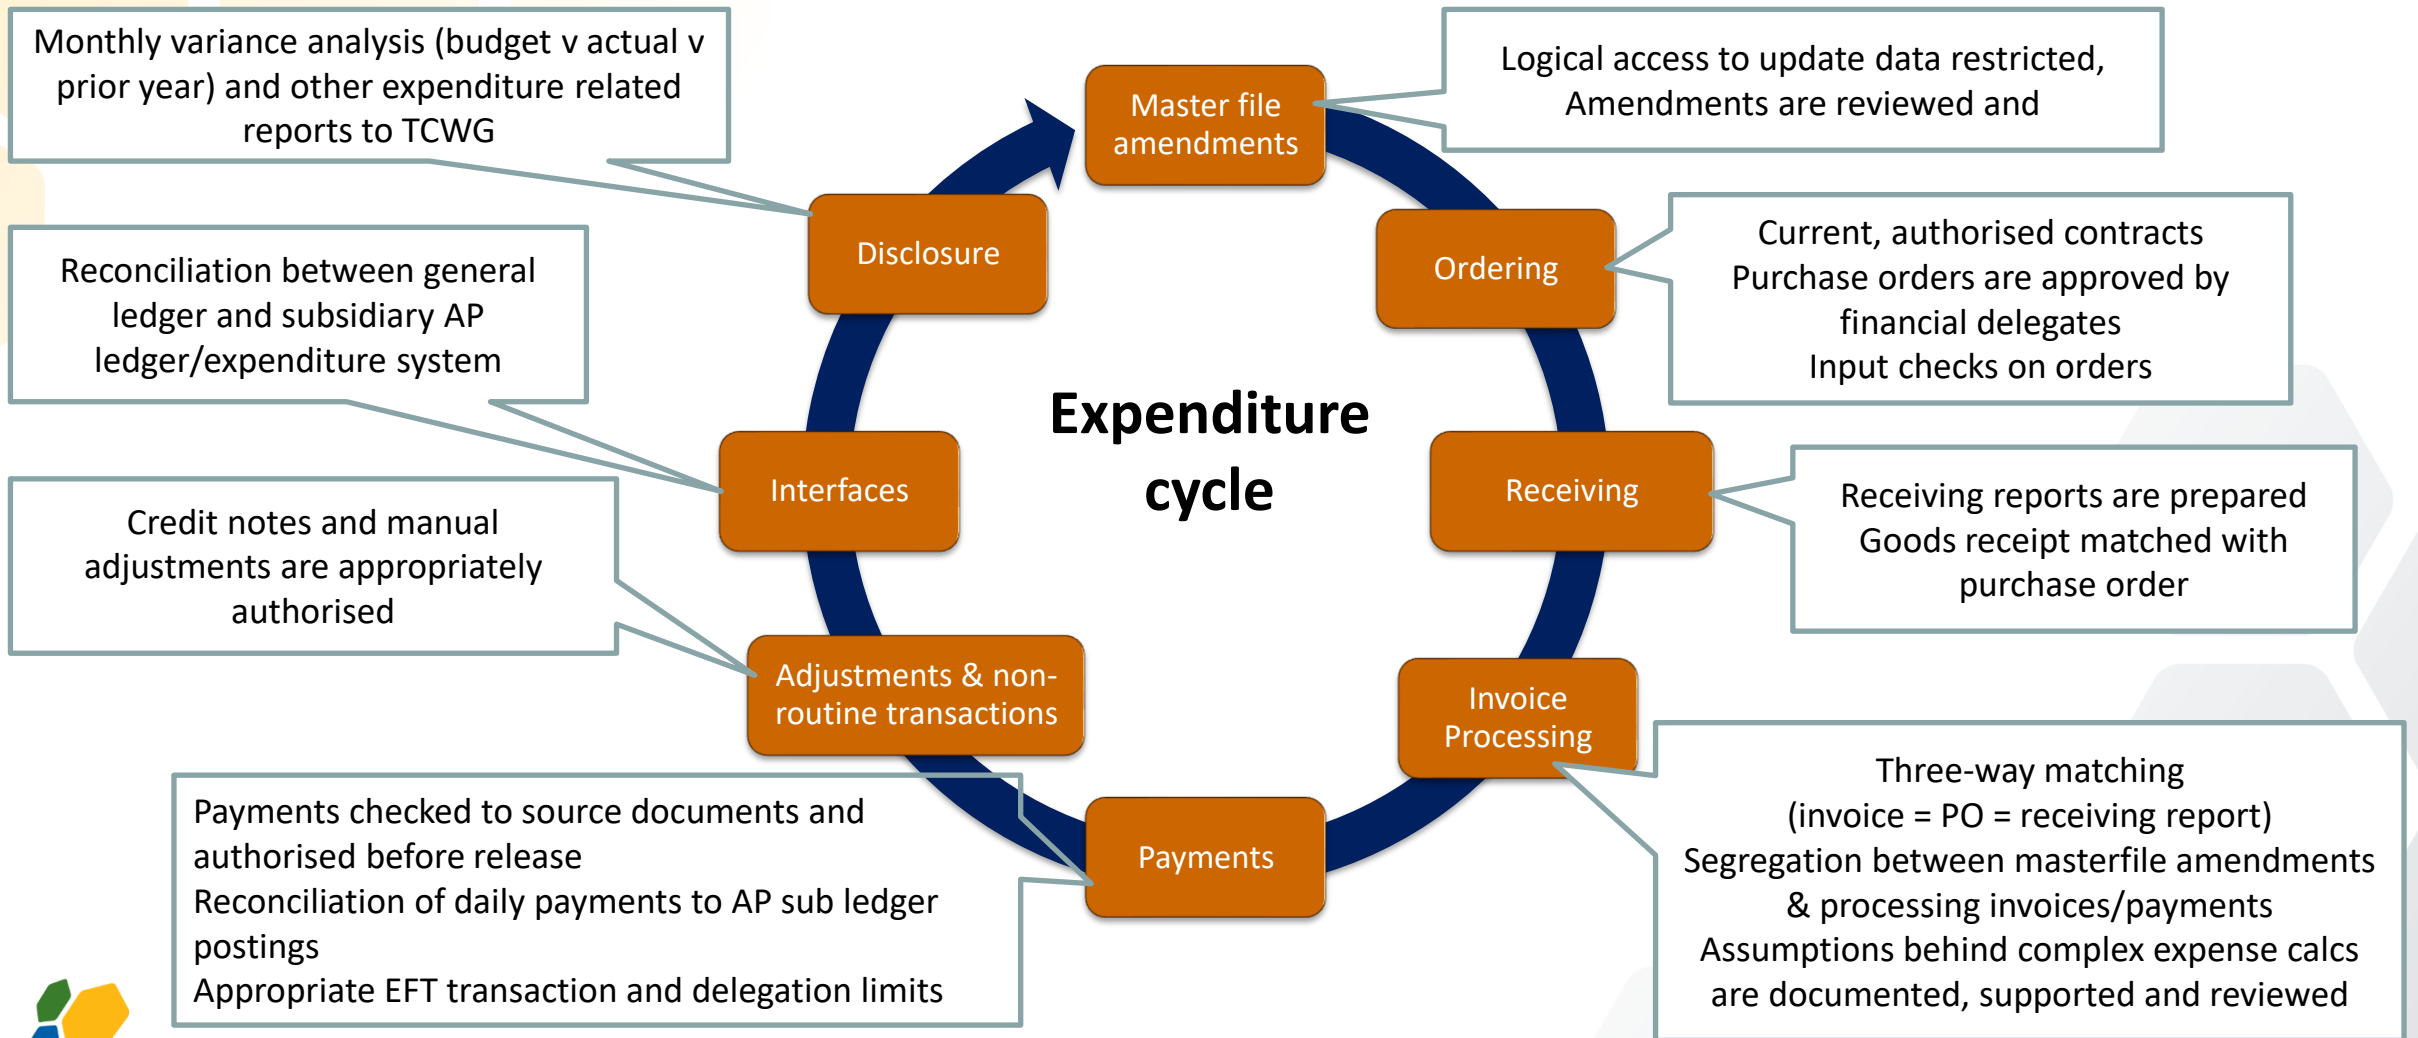 Monthly variance analysis (budget v actual v
prior year) and other expenditure related
reports to TCWG
Master file
amendments
Logical access to update data restricted,
Amendments are reviewed and
Disclosure
Ordering
Current, authorised contracts
Purchase orders are approved by
financial delegates
Input checks on orders
Reconciliation between general
ledger and subsidiary AP
ledger/expenditure system
Expenditure
cycle
Interfaces
Receiving
Receiving reports are prepared
Goods receipt matched with
purchase order
Credit notes and manual
adjustments are appropriately
authorised
Adjustments & non-
routine transactions
Invoice
Processing
Three-way matching
(invoice = PO = receiving report)
Segregation between masterfile amendments
& processing invoices/payments
Assumptions behind complex expense calcs
are documented, supported and reviewed
Payments
Payments checked to source documents and
authorised before release
Reconciliation of daily payments to AP sub ledger
postings
Appropriate EFT transaction and delegation limits